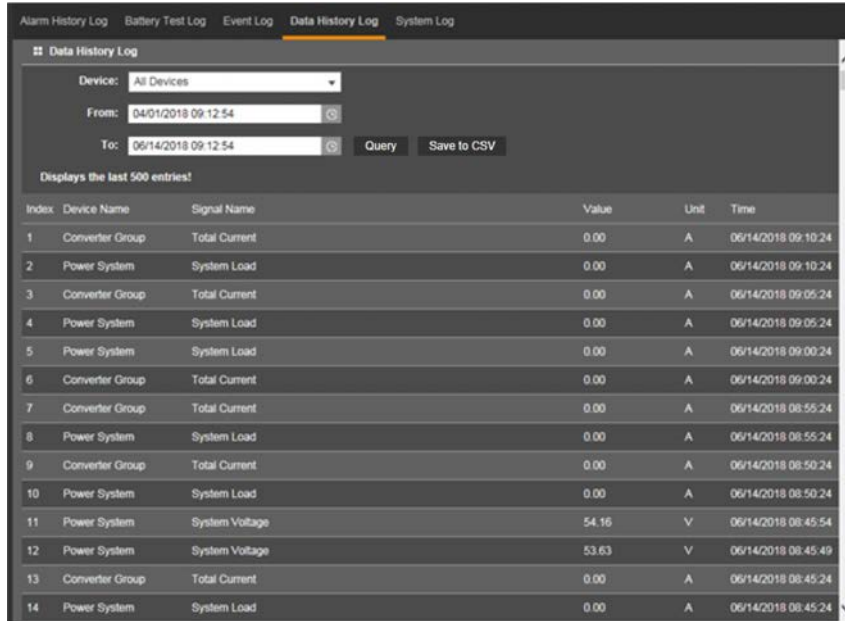 Alarm History Log Battery Test Log Event Log Data History Log System Log
Data History Log
Device: All Devices
From: 04/01/2018 09:12:54
To: 06/14/2018 09:12:54 Query Save to CSV
Displays the last 500 entries!
Index Device Name Signal Name Value Unit Time
1 Converter Group Total Current 0.00 A 06/14/2018 09:10:24
2 Power System System Load 0.00 A 06/14/2018 09:10:24
3 Converter Group Total Current 0.00 A 06/14/2018 09:05:24
4 Power System System Load 0.00 A 06/14/2018 09:05:24
5 Power System System Load 0.00 A 06/14/2018 09:00:24
6 Converter Group Total Current 0.00 A 06/14/2018 09:00:24
7 Converter Group Total Current 0.00 A 06/14/2018 08:55:24
8 Power System System Load 0.00 A 06/14/2018 08:55:24
9 Converter Group Total Current 0.00 A 06/14/2018 08:50:24
10 Power System System Load 0.00 A 06/14/2018 08:50:24
11 Power System System Voltage 54.16 V 06/14/2018 08:45:54
12 Power System System Voltage 53.63 V 06/14/2018 08:45:49
13 Converter Group Total Current 0.00 A 06/14/2018 08:45:24
14 Power System System Load 0.00 A 06/14/2018 08:45:24